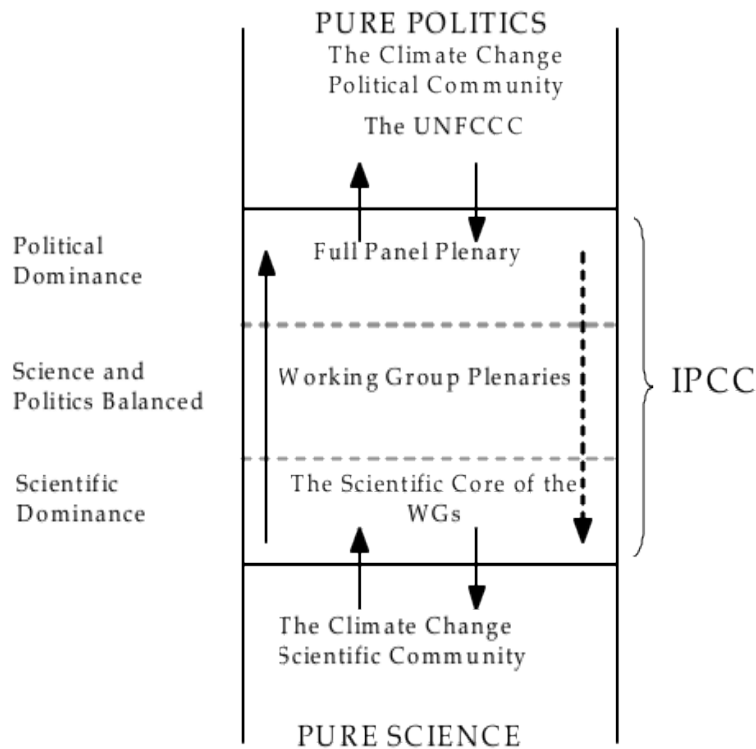 PURE POLITICS
The Climate Change
Political Community
The UNFCCC
Political
Dominance
Full Panel Plenary
Science and
Politics Balanced
Working Group Plenaries
IPCC
Scientific
Dominance
The Scientific Core of the
WGs
The Climate Change
Scientific Community
PURE SCIENCE